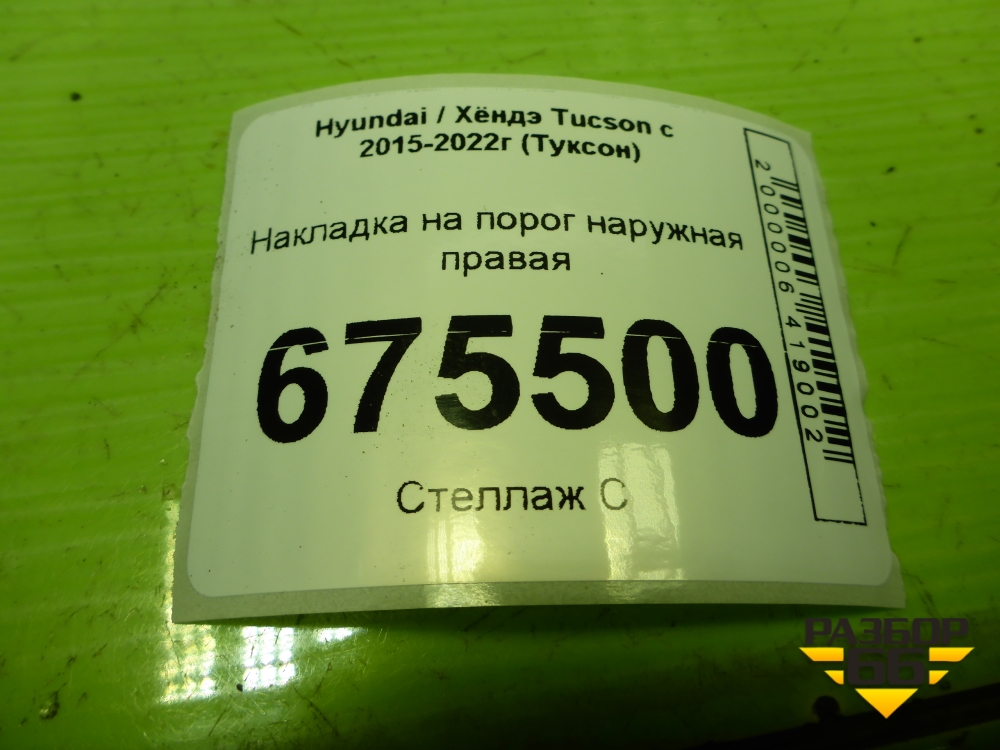 Hyundai / Хёндэ Tucson с
2015-2022г (Туксон)
Накладка на порог наружная
правая
675500
Стеллаж С
2000006419002
РАЗБОР
66